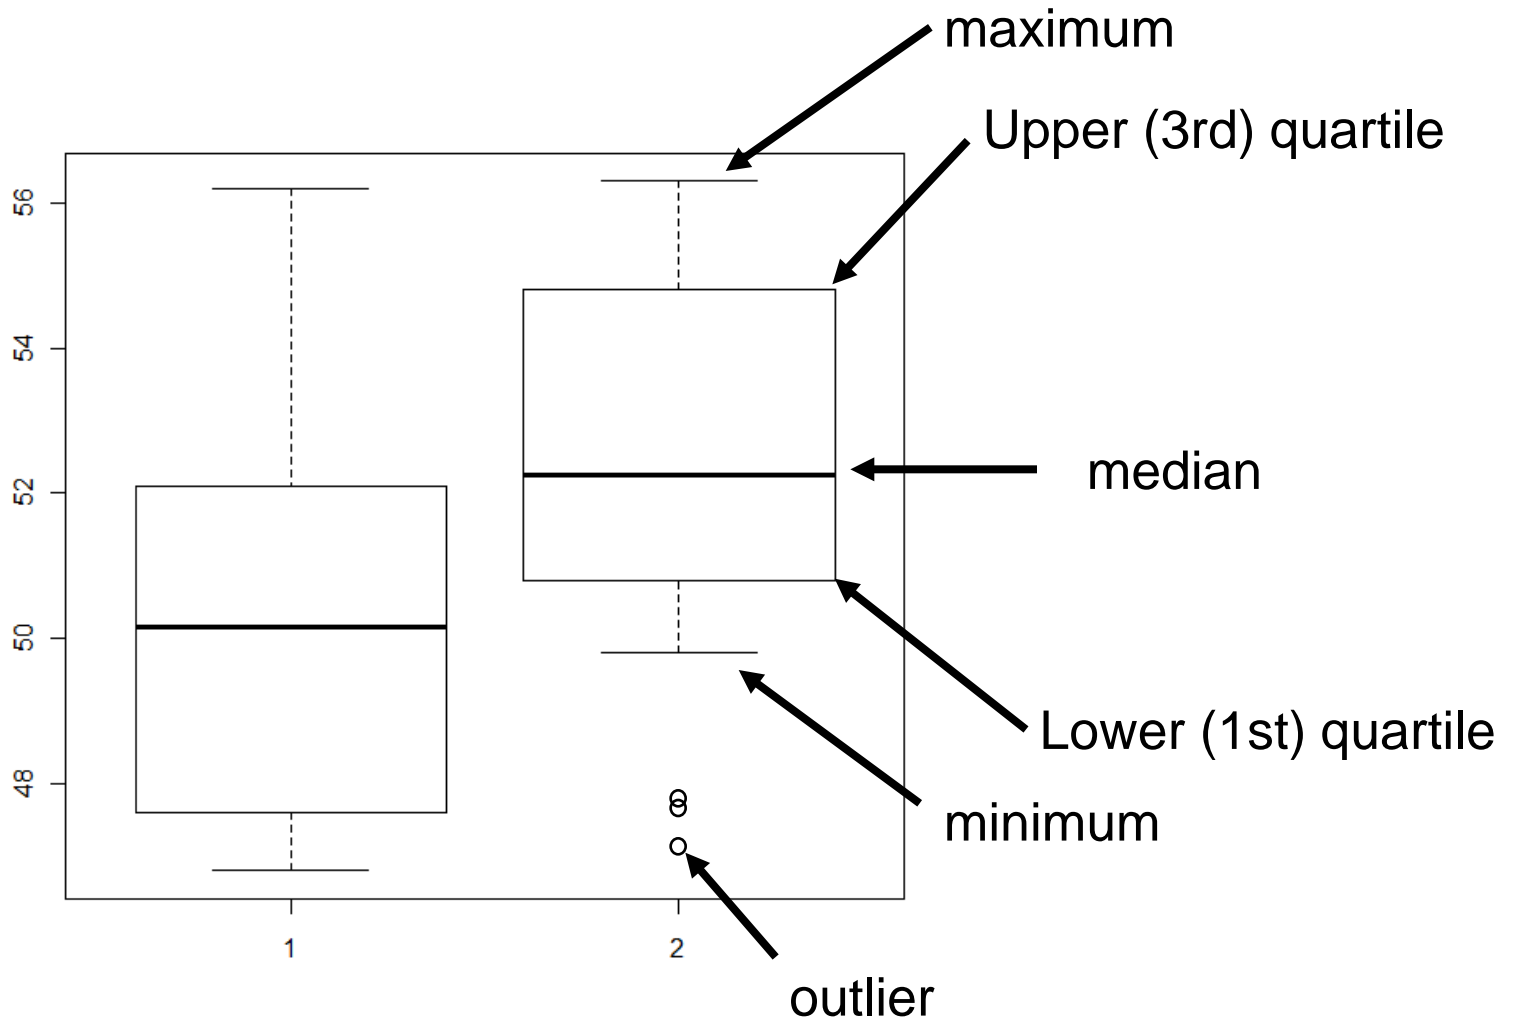 maximum
Upper (3rd) quartile
56
54
median
52
50
Lower (1st) quartile
48
minimum
1
2
outlier